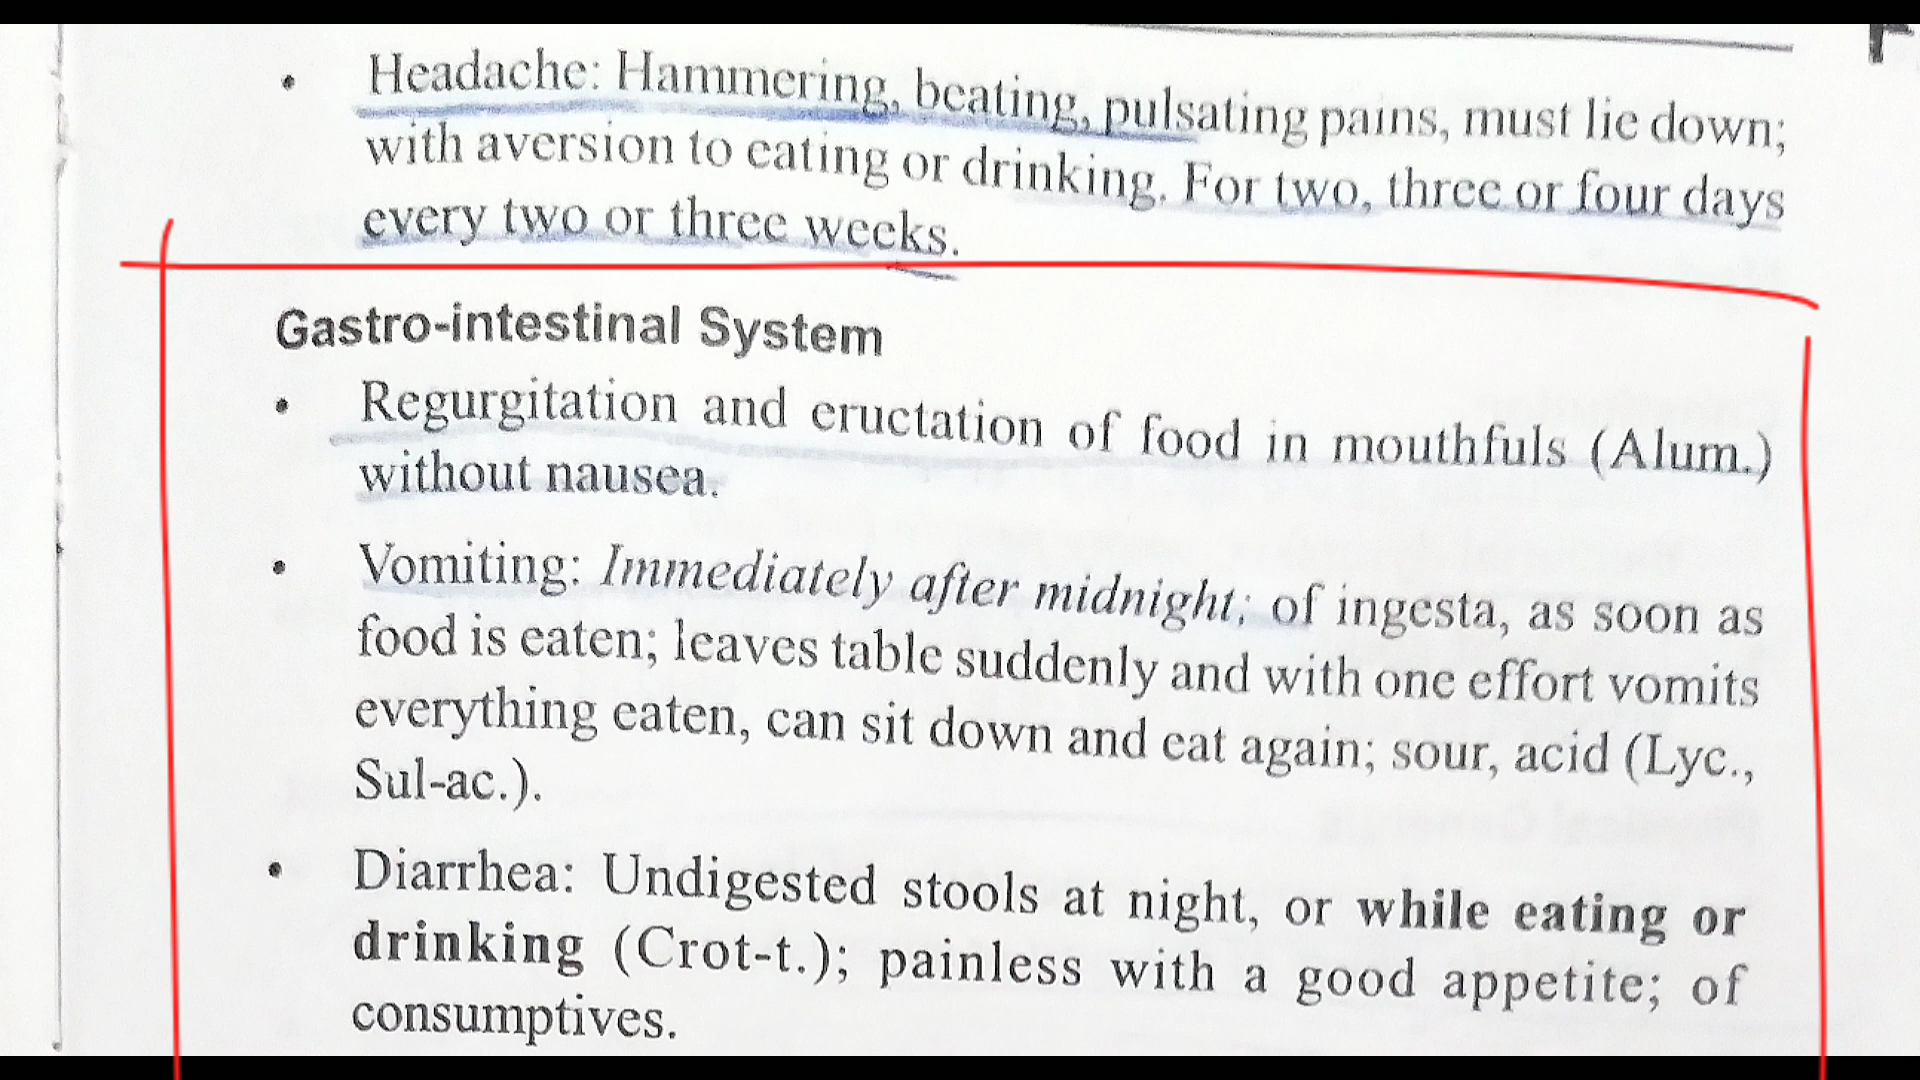 • Headache: Hammering, beating, pulsating pains, must lie down;
with aversion to eating or drinking. For two, three or four days
every two or three weeks.
Gastro-intestinal System
• Regurgitation and eructation of food in mouthfuls (Alum.)
without nausea.
• Vomiting: Immediately after midnight; of ingesta, as soon as
food is eaten; leaves table suddenly and with one effort vomits
everything eaten, can sit down and eat again; sour, acid (Lyc.,
Sul-ac.).
• Diarrhea: Undigested stools at night, or while eating or
drinking (Crot-t.); painless with a good appetite; of
consumptives.